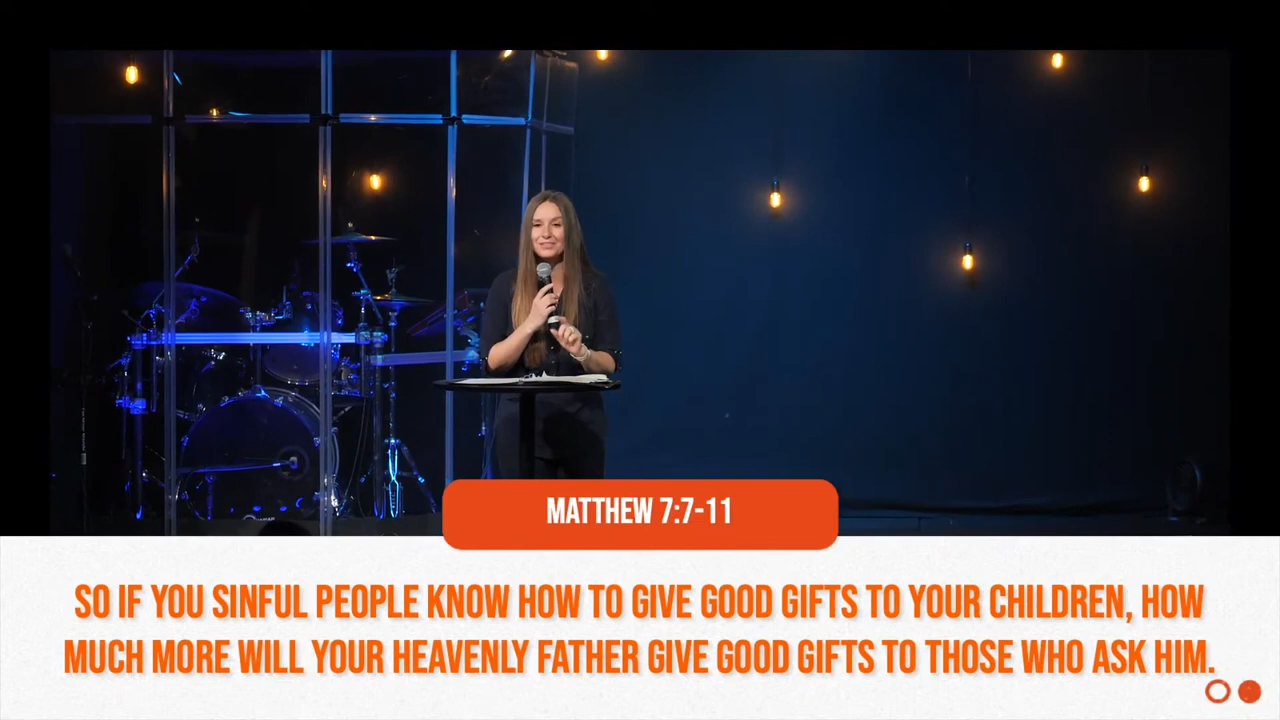 MATTHEW 7:7-11
SO IF YOU SINFUL PEOPLE KNOW HOW TO GIVE GOOD GIFTS TO YOUR CHILDREN, HOW
MUCH MORE WILL YOUR HEAVENLY FATHER GIVE GOOD GIFTS TO THOSE WHO ASK HIM.